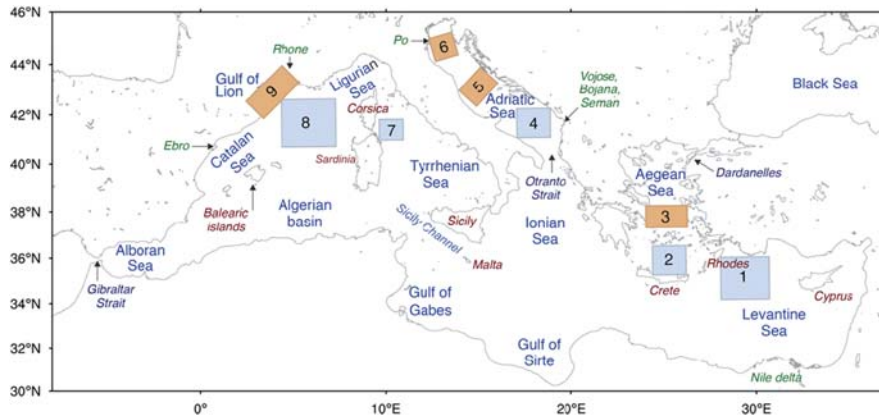 46°N
44°N
42°N
40°N
38°N
36°N
34°N
32°N
30°N
0°
10°E
20°E
30°E
Po
6
Rhone
Gulf of
Lion
9
Ligurian
Sea
5
Adriatic
Sea
Vojose,
Bojana,
Seman
Black Sea
Corsica
8
7
4
Ebro
Catalan
Sea
Sardinia
Tyrrhenian
Sea
Otranto
Strait
Aegean
Sea
Dardanelles
Balearic
islands
Algerian
basin
Sicily Channel
Sicily
Ionian
Sea
3
Alboran
Sea
Malta
2
Rhodes
1
Gibraltar
Strait
Gulf of
Gabes
Crete
Cyprus
Levantine
Sea
Gulf of
Sirte
Nile delta